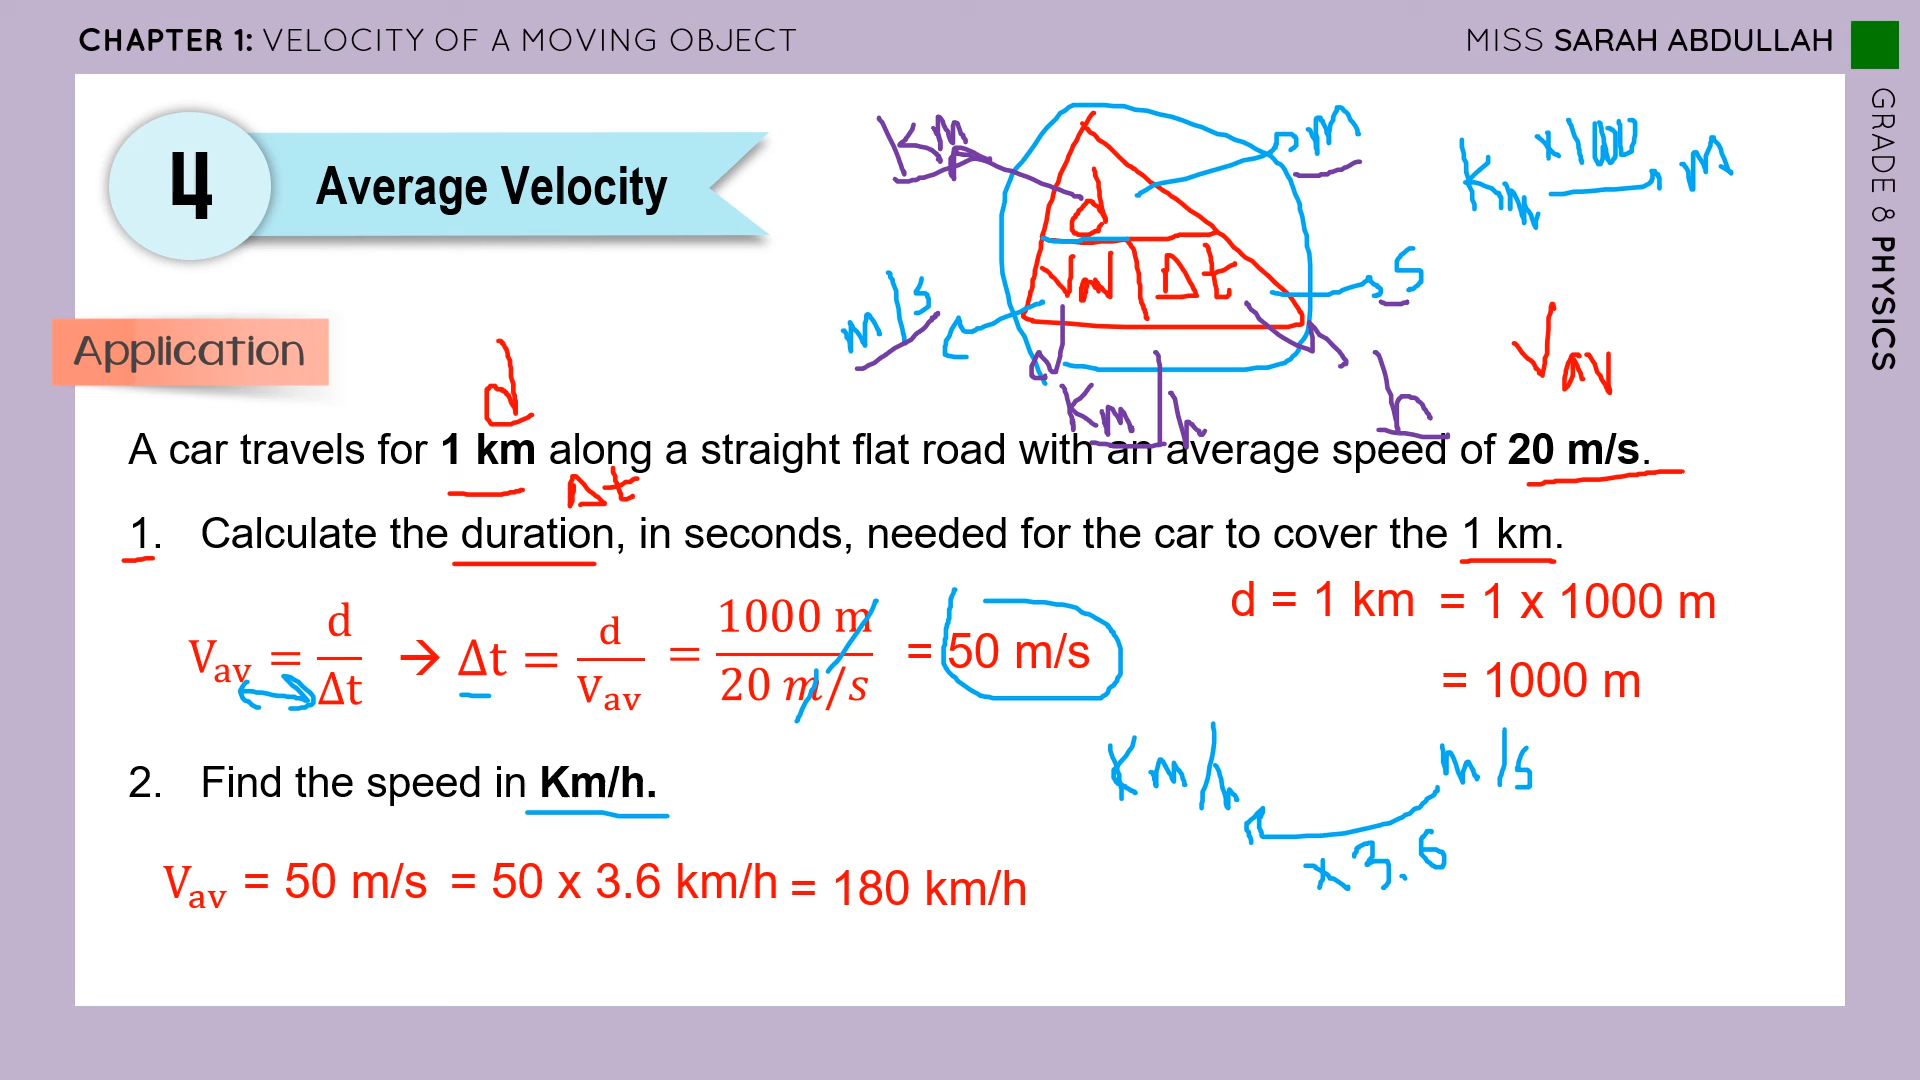 CHAPTER 1: VELOCITY OF A MOVING OBJECT
MISS SARAH ABDULLAH
GRADE 8 PHYSICS
4
Average Velocity
Km
m
Km x1000 m
d
Vav Δt
m/s
s
Km/h
h
Vav
Application
d
A car travels for 1 km along a straight flat road with an average speed of 20 m/s.
Δt
1. Calculate the duration, in seconds, needed for the car to cover the 1 km.
Vav = d/Δt → Δt = d/Vav = 1000 m/20 m/s = 50 m/s
d = 1 km = 1 x 1000 m
= 1000 m
2. Find the speed in Km/h.
Km/h m/s
x 3.6
Vav = 50 m/s = 50 x 3.6 km/h = 180 km/h